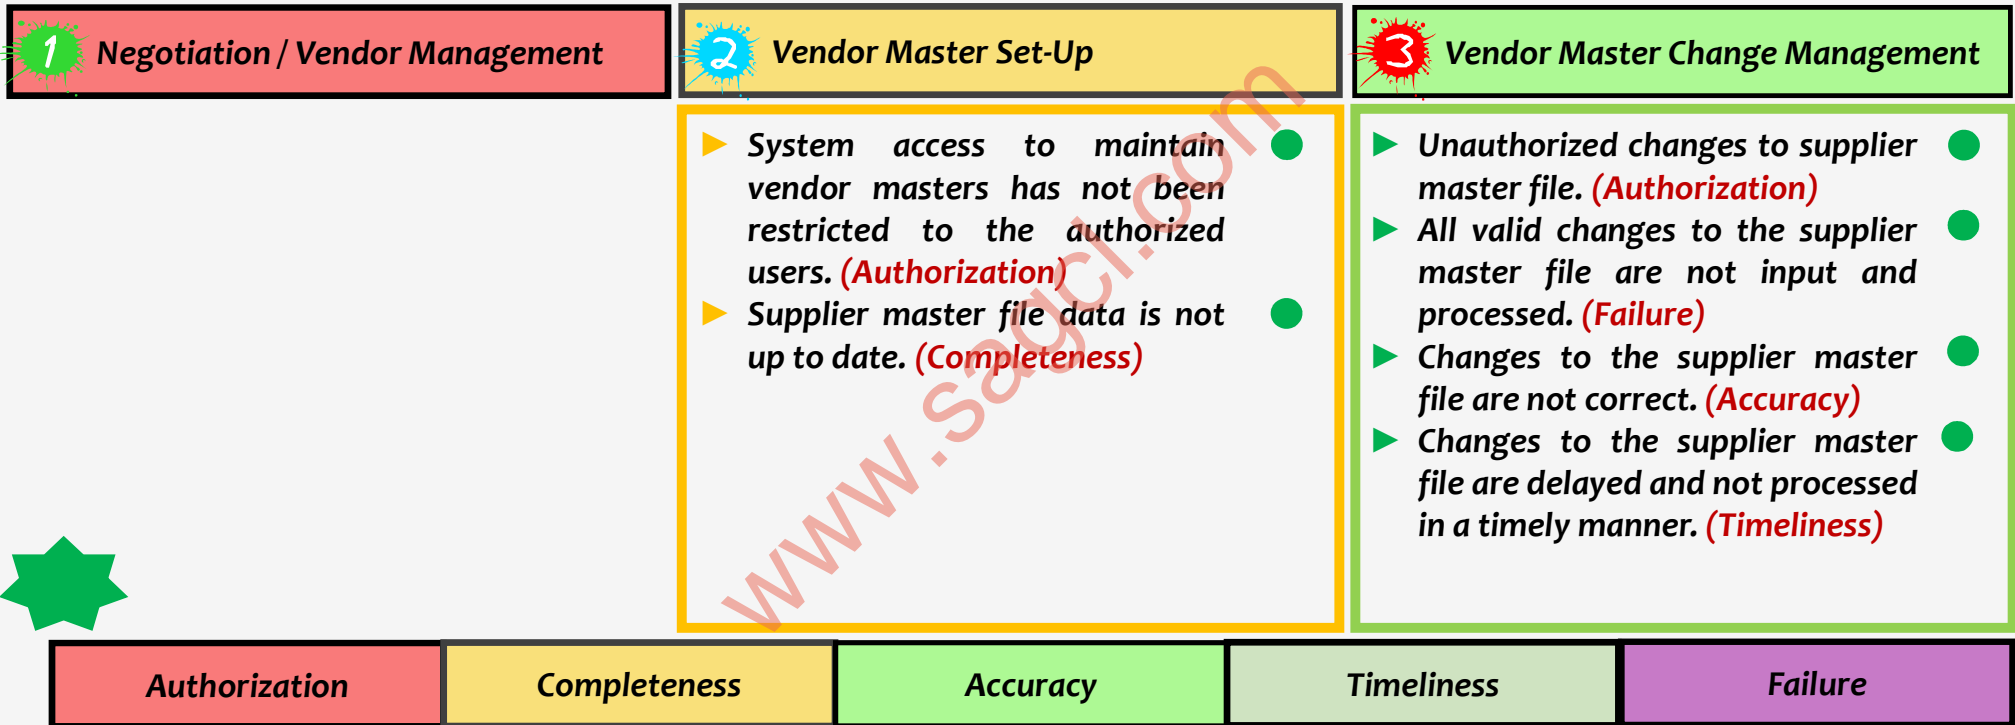 1 Negotiation / Vendor Management
2 Vendor Master Set-Up
3 Vendor Master Change Management
System access to maintain
vendor masters has not been
restricted to the authorized
users. (Authorization)
Supplier master file data is not
up to date. (Completeness)
Unauthorized changes to supplier
master file. (Authorization)
All valid changes to the supplier
master file are not input and
processed. (Failure)
Changes to the supplier master
file are not correct. (Accuracy)
Changes to the supplier master
file are delayed and not processed
in a timely manner. (Timeliness)
www.sagcl.com
Authorization
Completeness
Accuracy
Timeliness
Failure